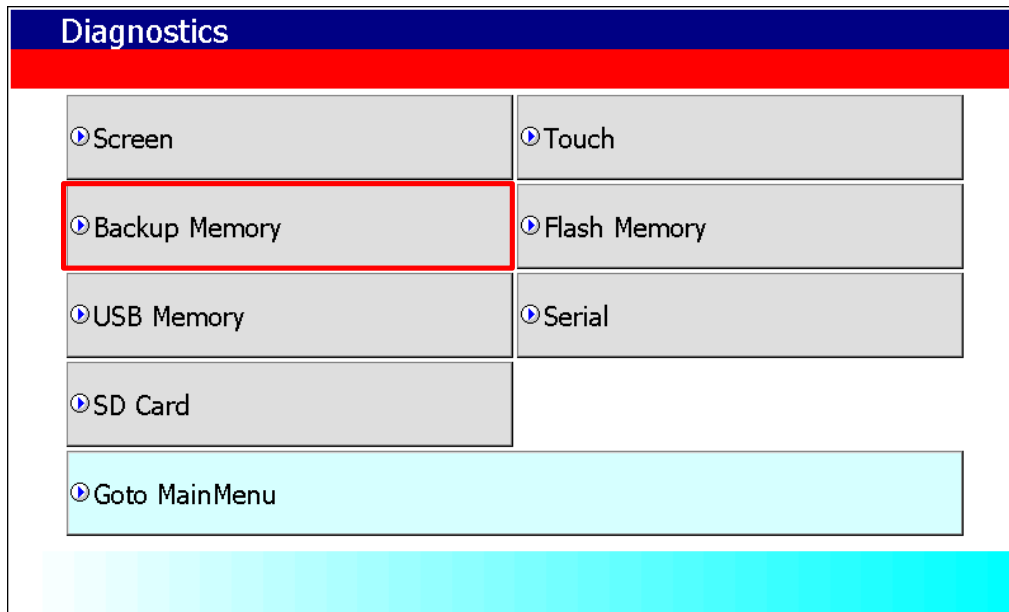 Diagnostics
Screen
Touch
Backup Memory
Flash Memory
USB Memory
Serial
SD Card
Goto MainMenu